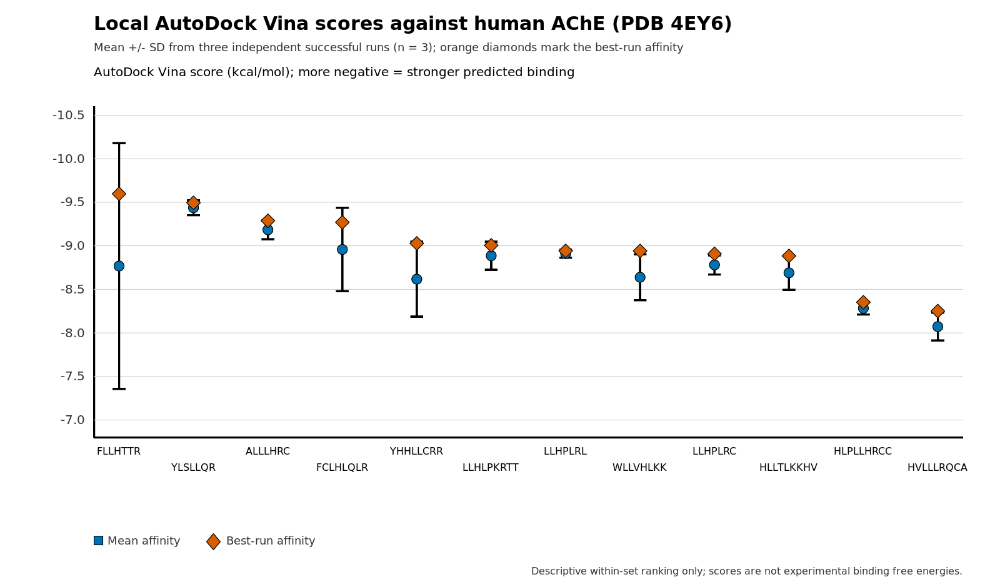 Local AutoDock Vina scores against human AChE (PDB 4EY6)
Mean +/- SD from three independent successful runs (n = 3); orange diamonds mark the best-run affinity
AutoDock Vina score (kcal/mol); more negative = stronger predicted binding
-10.5
-10.0
-9.5
-9.0
-8.5
-8.0
-7.5
-7.0
FLLHTTR ALLLHRC YHHLLCRR LLHPLRL LLHPLRC HLPLLHRCC
YLSLLQR FCLHLQLR LLHLPKRTT WLLVHLKK HLLTLKKHV HVLLLRQCA
Mean affinity Best-run affinity
Descriptive within-set ranking only; scores are not experimental binding free energies.